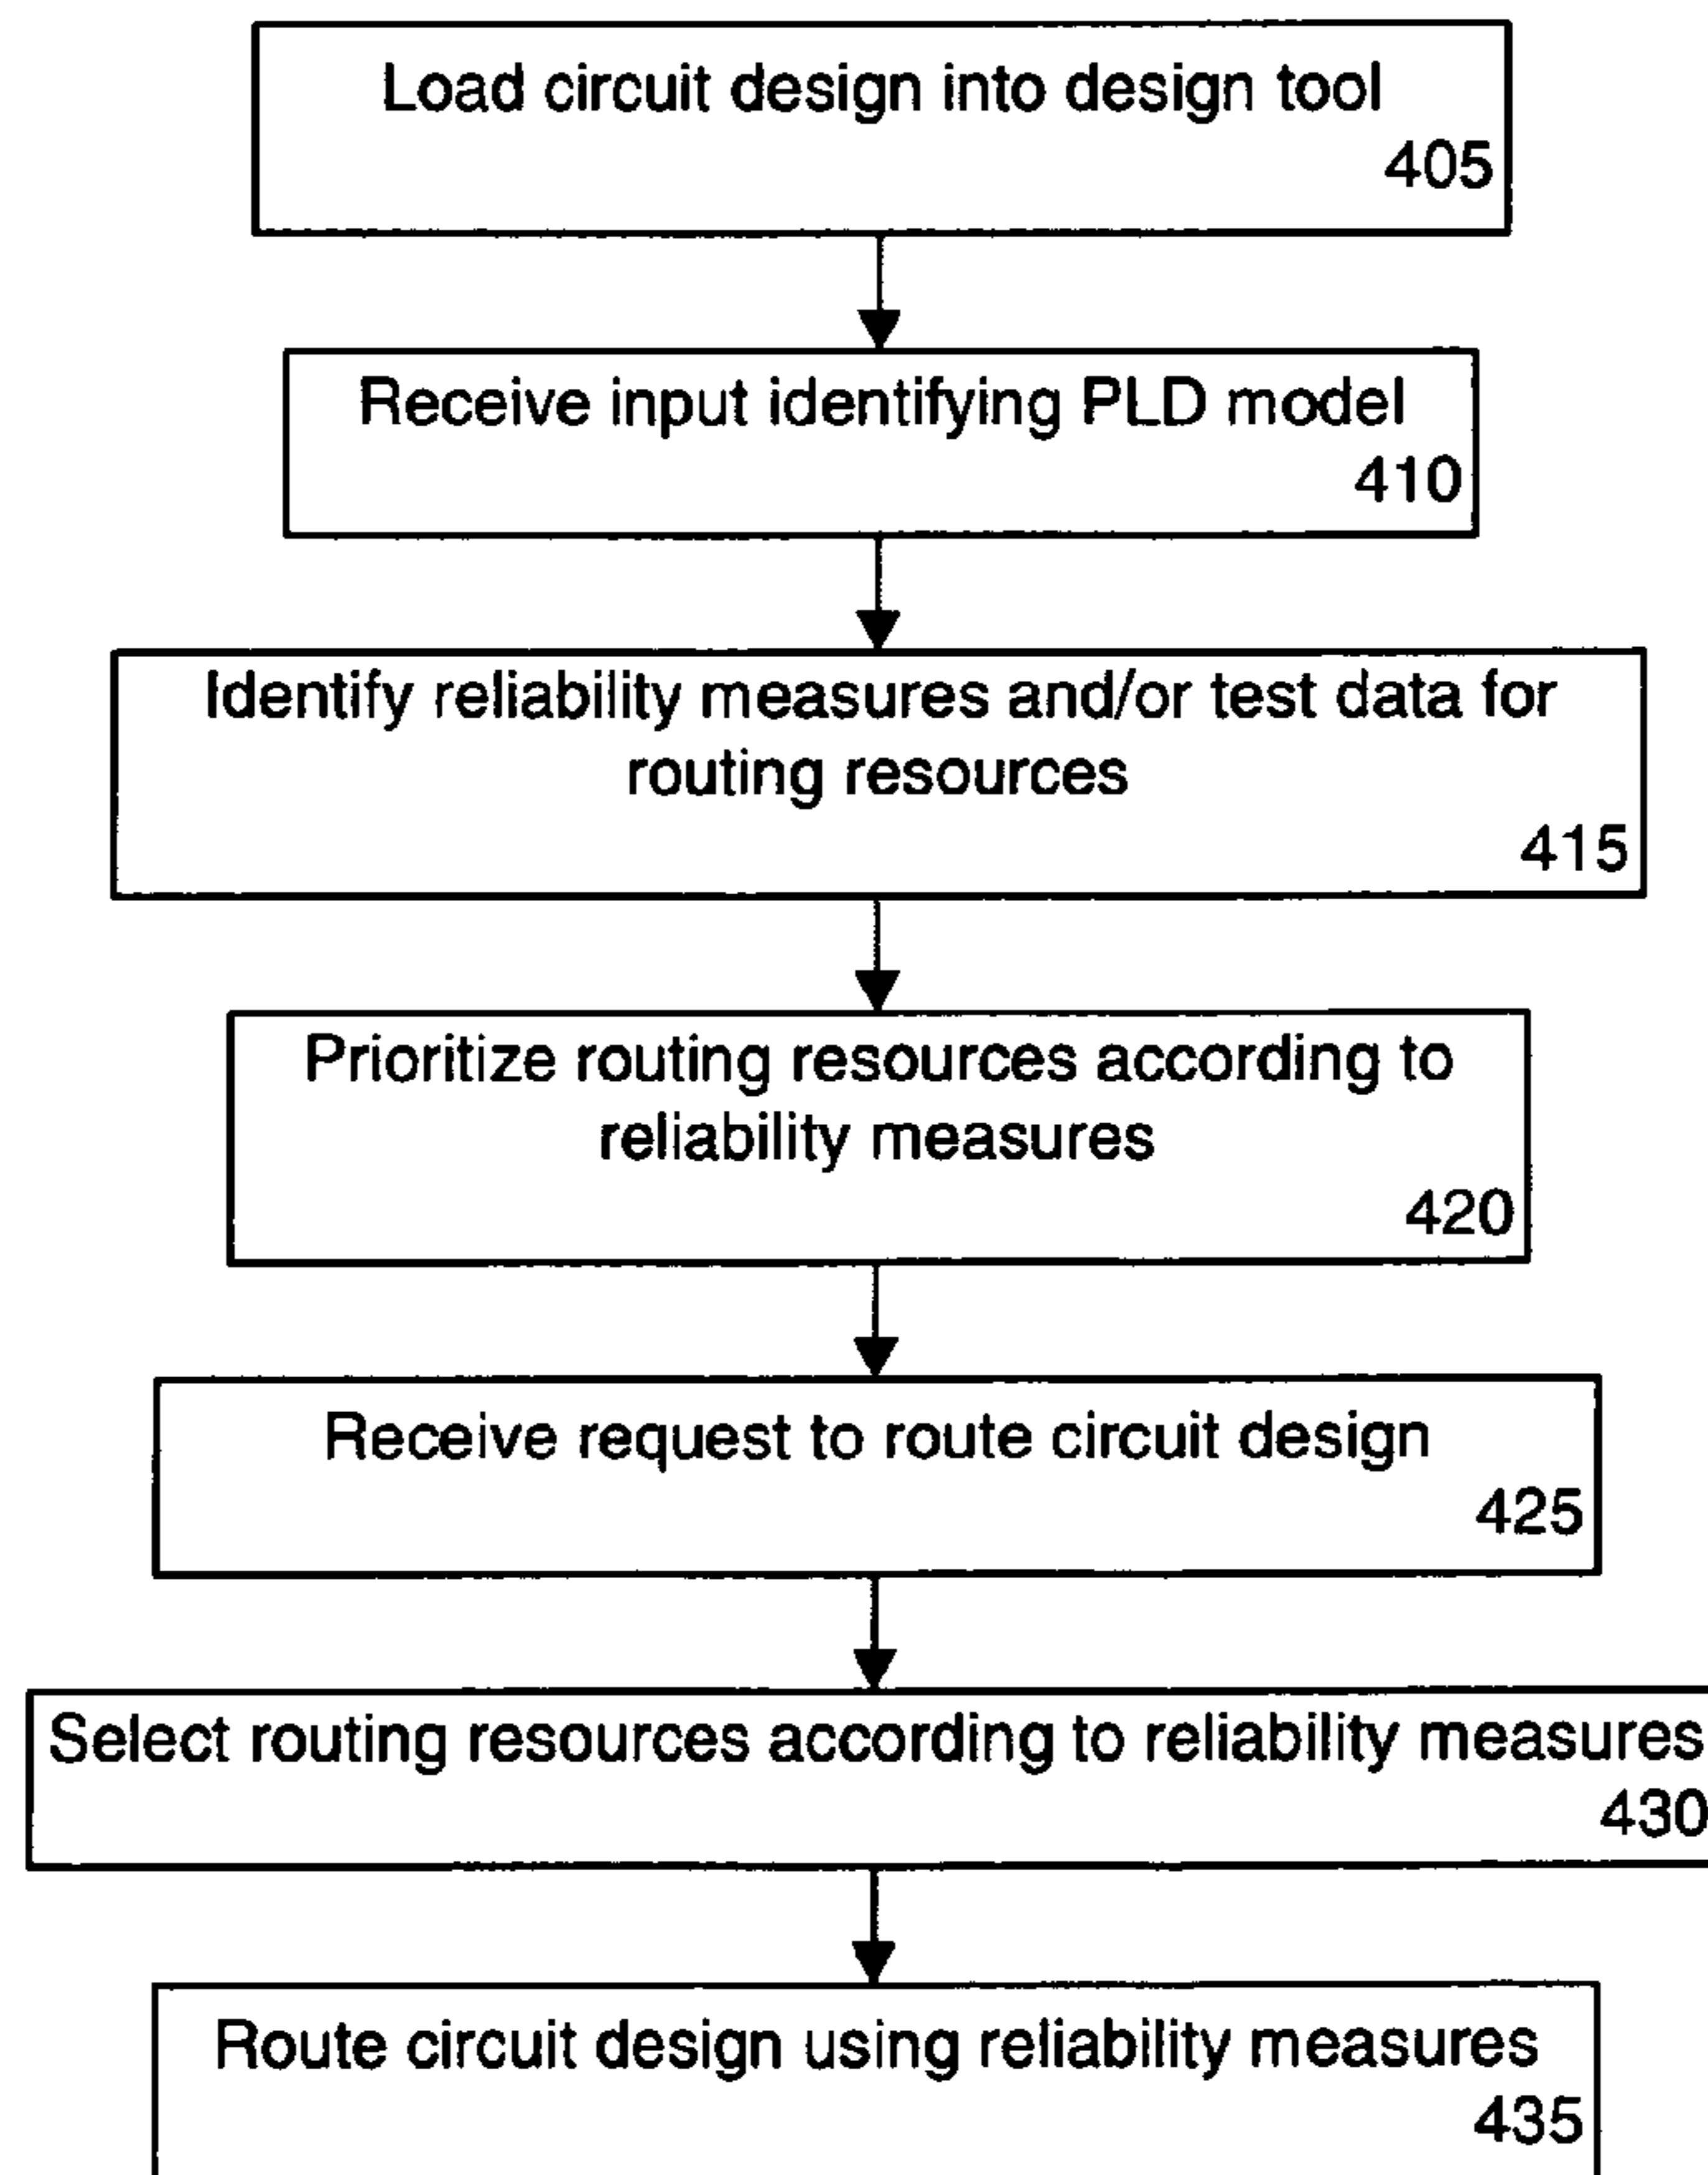 Load circuit design into design tool
405
Receive input identifying PLD model
410
Identify reliability measures and/or test data for
routing resources
415
Prioritize routing resources according to
reliability measures
420
Receive request to route circuit design
425
Select routing resources according to reliability measures
430
Route circuit design using reliability measures
435